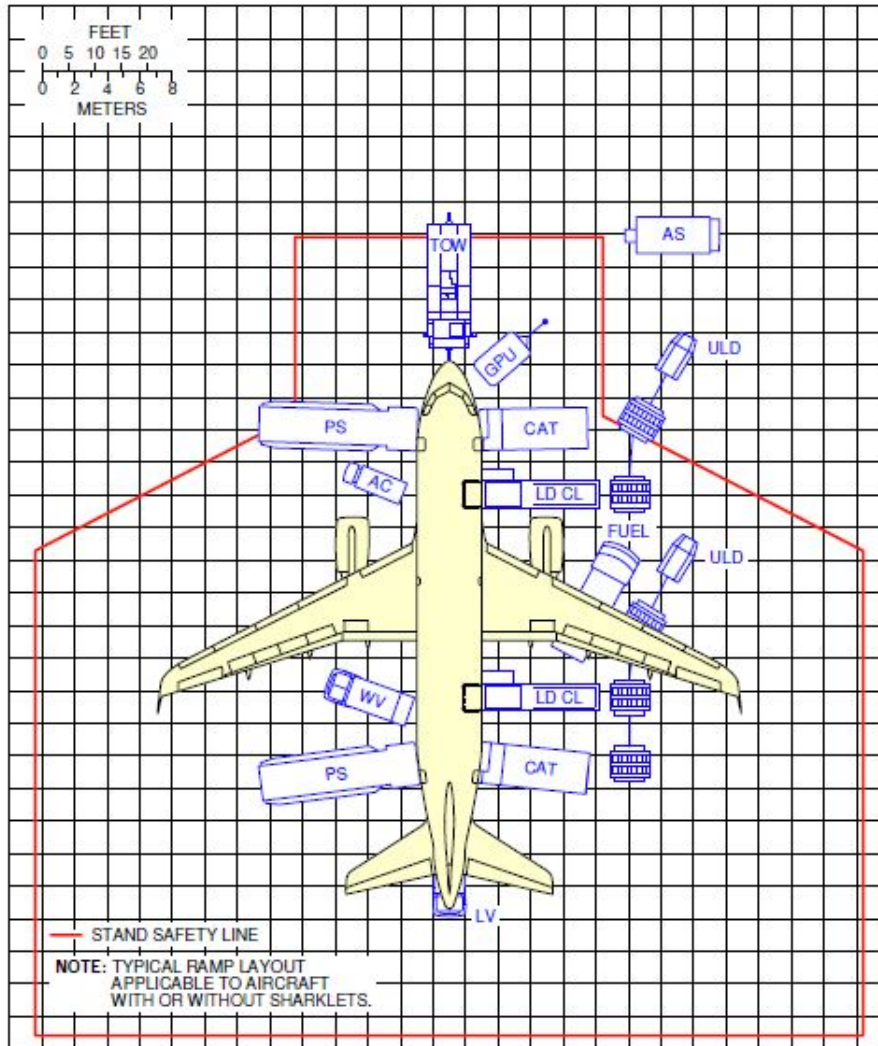 FEET
0 5 10 15 20
0 2 4 6 8
METERS
TOW
AS
GPU
ULD
PS
CAT
AC
LD CL
FUEL
ULD
WV
LD CL
PS
CAT
LV
STAND SAFETY LINE
NOTE: TYPICAL RAMP LAYOUT
APPLICABLE TO AIRCRAFT
WITH OR WITHOUT SHARKLETS.